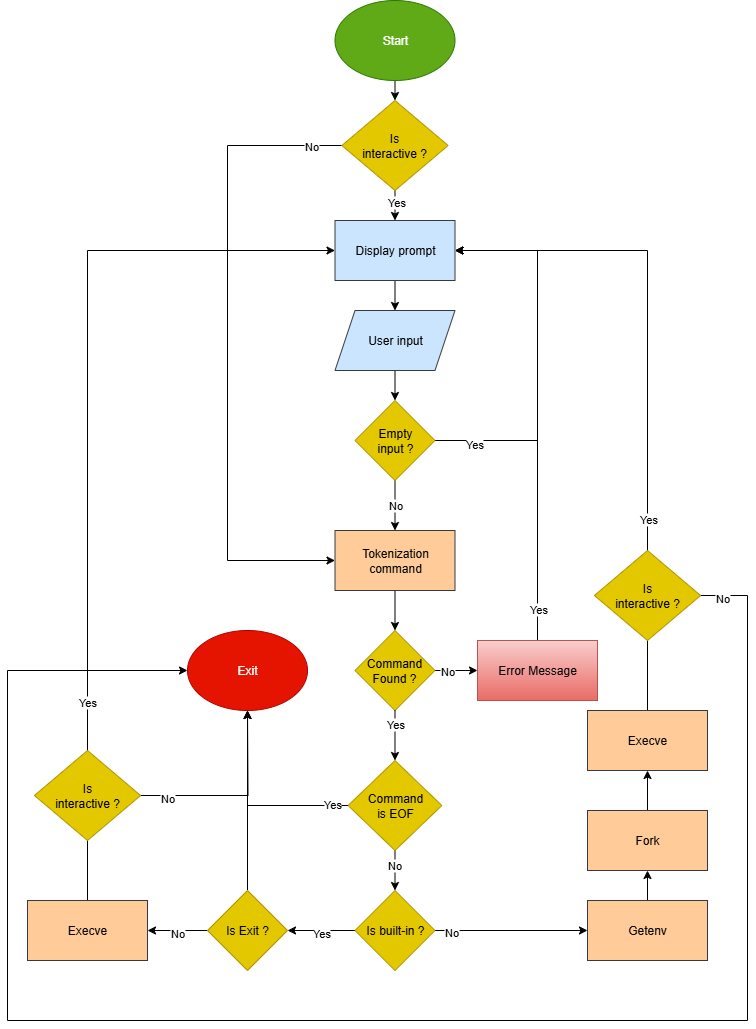 Start
Is
interactive ?
No
Yes
Display prompt
User input
Empty
input ?
Yes
No
Tokenization
command
Yes
Is
interactive ?
No
Yes
Command
Found ?
No
Error Message
Exit
Yes
Yes
Execve
Is
interactive ?
No
Command
is EOF
Yes
Fork
No
Execve
No
Is Exit ?
Yes
Is built-in ?
No
Getenv